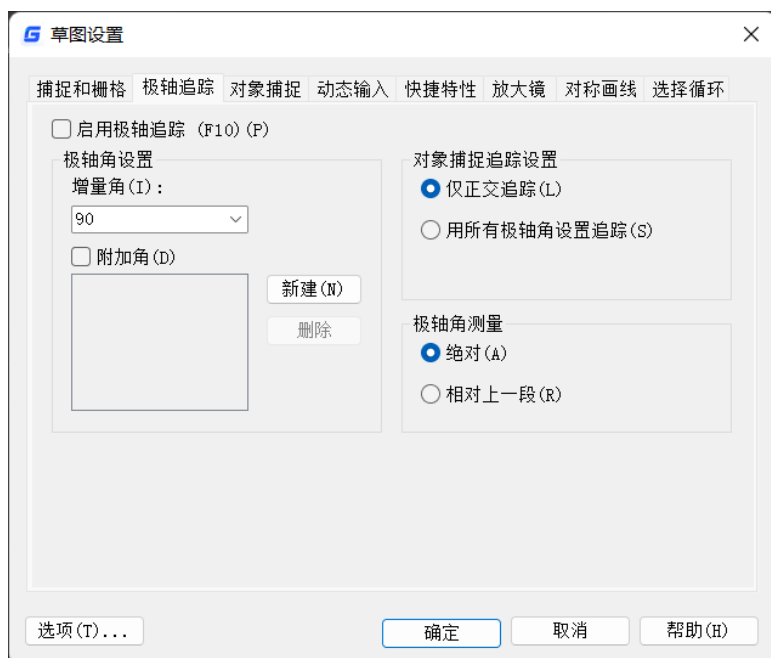 草图设置
捕捉和栅格 极轴追踪 对象捕捉 动态输入 快捷特性 放大镜 对称画线 选择循环
启用极轴追踪 (F10)(P)
极轴角设置
增量角(I):
90
附加角(D)
新建(N)
删除
对象捕捉追踪设置
仅正交追踪(L)
用所有极轴角设置追踪(S)
极轴角测量
绝对(A)
相对上一段(R)
选项(T)...
确定
取消
帮助(H)